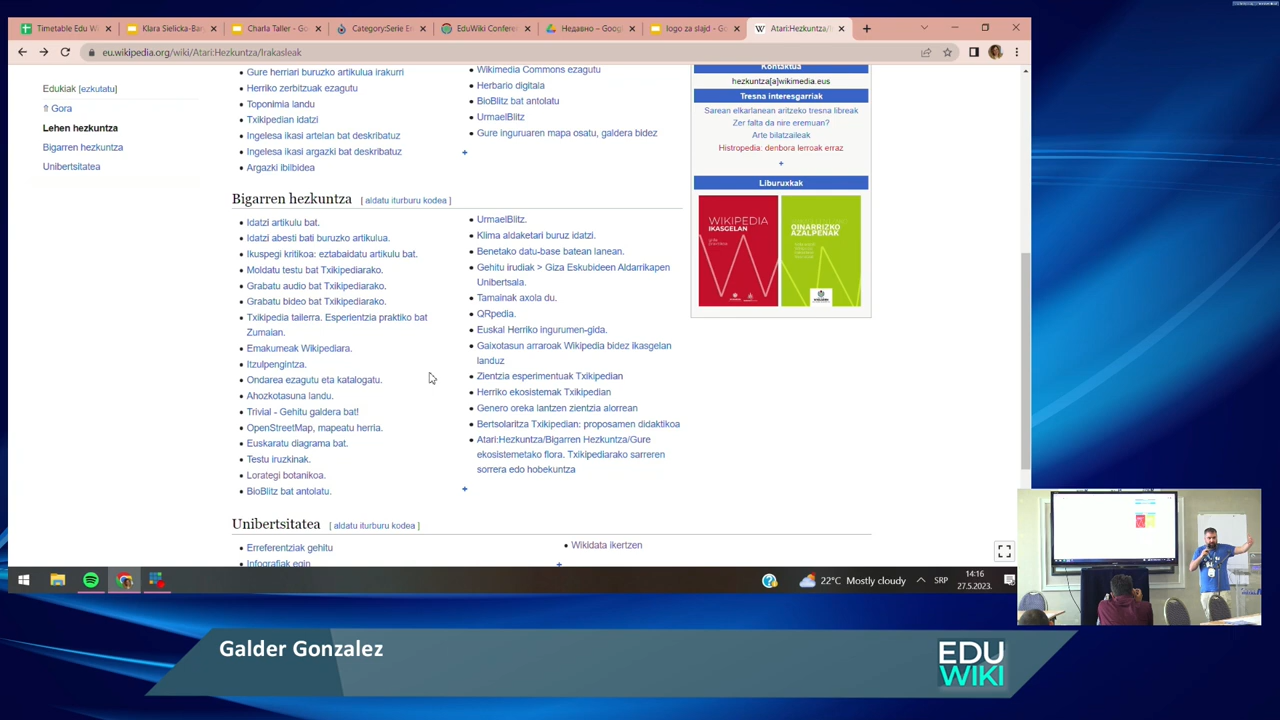 Timetable Edu W
Klara Sielicka-Bar
Charla Taller - Go
Category:Serie Er
EduWiki Conferen
Недавно – Google
logo za slajd - Go
Atari:Hezkuntza/I
eu.wikipedia.org/wiki/Atari:Hezkuntza/Irakasleak
Edukiak [ezkutatu]
⇑ Gora
Lehen hezkuntza
Bigarren hezkuntza
Unibertsitatea
Gure herriari buruzko artikulua irakurri
Herriko zerbitzuak ezagutu
Toponimia landu
Txikipedian idatzi
Ingelesa ikasi artelan bat deskribatuz
Ingelesa ikasi argazki bat deskribatuz
Argazki ibilbidea
Wikimedia Commons ezagutu
Herbario digitala
BioBlitz bat antolatu
UrmaelBlitz
Gure inguruaren mapa osatu, galdera bidez
+
Kontaktua
hezkuntza[a]wikimedia.eus
Tresna interesgarriak
Sarean elkarlanean aritzeko tresna libreak
Zer falta da nire eremuan?
Arte bilatzaileak
Histropedia: denbora lerroak erraz
+
Liburuxkak
WIKIPEDIA
IKASGELAN
OINARRIZKO
AZALPENAK
Bigarren hezkuntza [ aldatu iturburu kodea ]
Idatzi artikulu bat.
Idatzi abesti bati buruzko artikulua.
Ikuspegi kritikoa: eztabaidatu artikulu bat.
Moldatu testu bat Txikipediarako.
Grabatu audio bat Txikipediarako.
Grabatu bideo bat Txikipediarako.
Txikipedia tailerra. Esperientzia praktiko bat
Zumaian.
Emakumeak Wikipediara.
Itzulpengintza.
Ondarea ezagutu eta katalogatu.
Ahozkotasuna landu.
Trivial - Gehitu galdera bat!
OpenStreetMap, mapeatu herria.
Euskaratu diagrama bat.
Testu iruzkinak.
Lorategi botanikoa.
BioBlitz bat antolatu.
UrmaelBlitz.
Klima aldaketari buruz idatzi.
Benetako datu-base batean lanean.
Gehitu irudiak > Giza Eskubideen Aldarrikapen
Unibertsala.
Tamainak axola du.
QRpedia.
Euskal Herriko ingurumen-gida.
Gaixotasun arraroak Wikipedia bidez ikasgelan
landuz
Zientzia esperimentuak Txikipedian
Herriko ekosistemak Txikipedian
Genero oreka lantzen zientzia alorrean
Bertsolaritza Txikipedian: proposamen didaktikoa
Atari:Hezkuntza/Bigarren Hezkuntza/Gure
ekosistemetako flora. Txikipediarako sarreren
sorrera edo hobekuntza
+
Unibertsitatea [ aldatu iturburu kodea ]
Erreferentziak gehitu
Infografiak egin
Wikidata ikertzen
+
22°C Mostly cloudy
SRP
14:16
27.5.2023.
Galder Gonzalez
EDU
WIKI